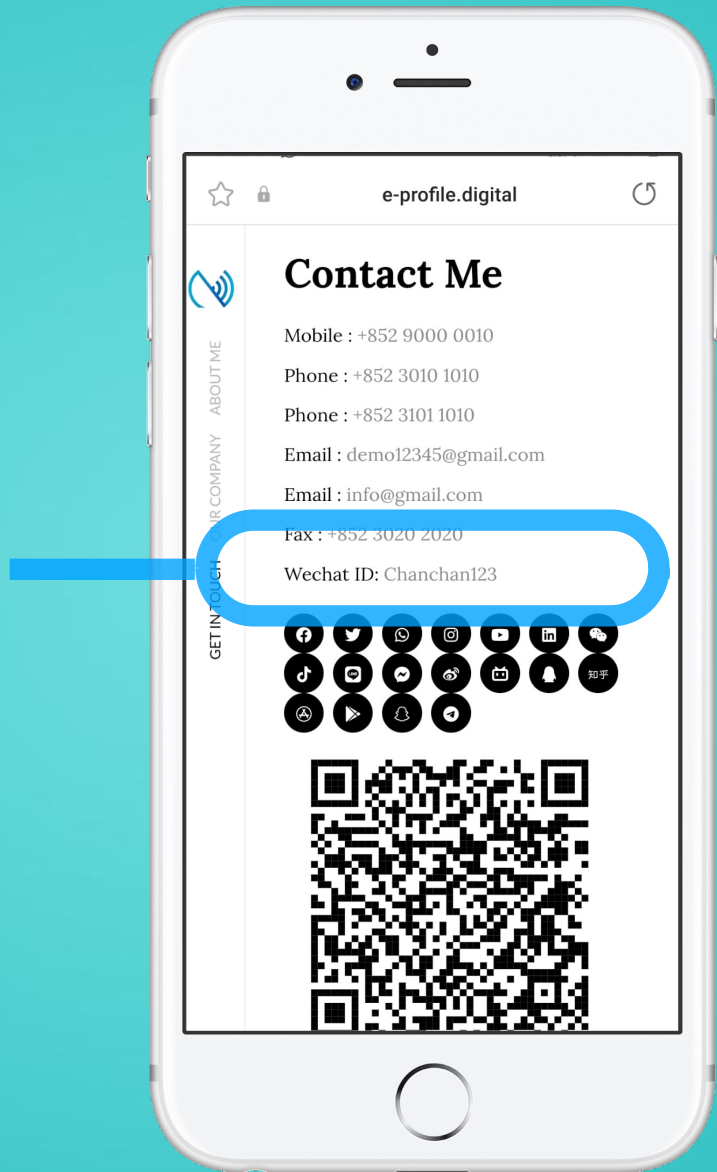 e-profile.digital
Contact Me
Mobile : +852 9000 0010
Phone : +852 3010 1010
Phone : +852 3101 1010
Email : demo12345@gmail.com
Email : info@gmail.com
Fax : +852 3020 2020
Wechat ID: Chanchan123
ABOUT ME
OUR COMPANY
GET IN TOUCH
in
LINE
知乎